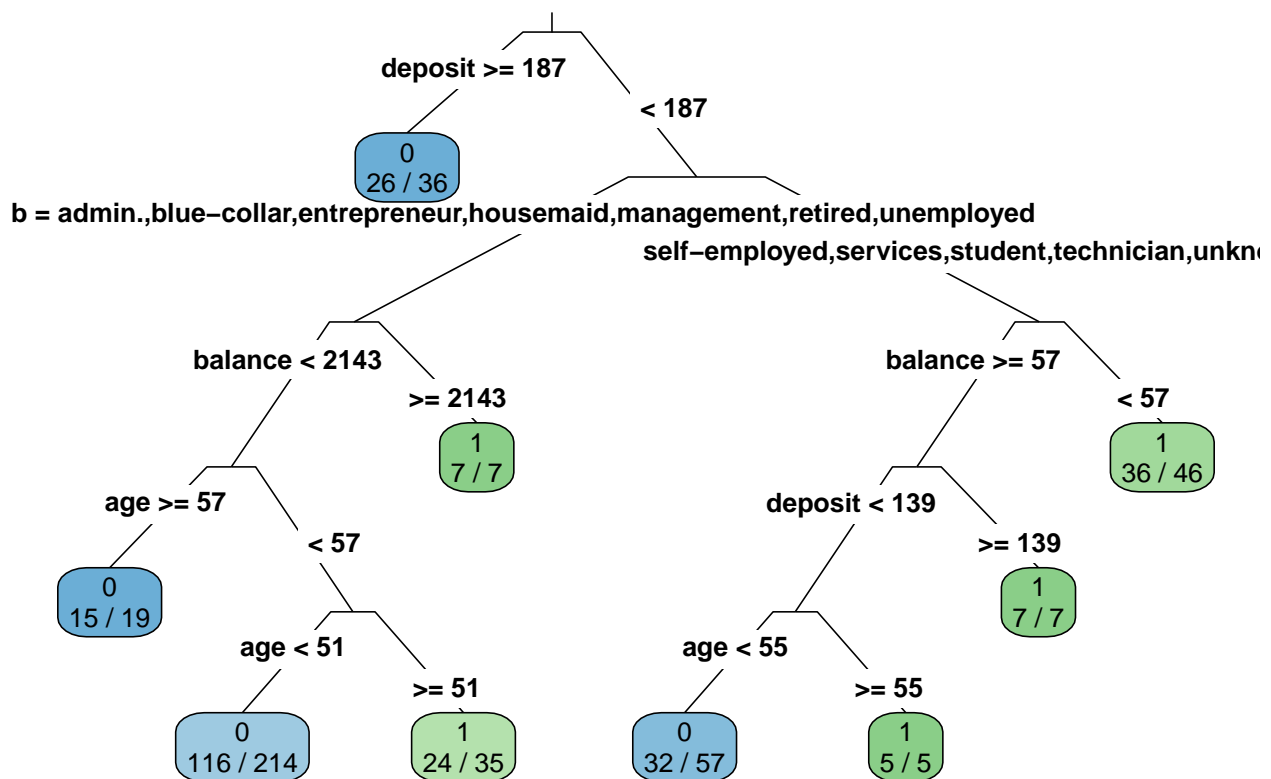 deposit >= 187
< 187
0
26 / 36
b = admin.,blue−collar,entrepreneur,housemaid,management,retired,unemployed
self−employed,services,student,technician,
balance < 2143
>= 2143
balance >= 57
< 57
1
7 / 7
1
36 / 46
age >= 57
< 57
deposit < 139
>= 139
0
15 / 19
1
7 / 7
age < 51
>= 51
age < 55
>= 55
0
116 / 214
1
24 / 35
0
32 / 57
1
5 / 5